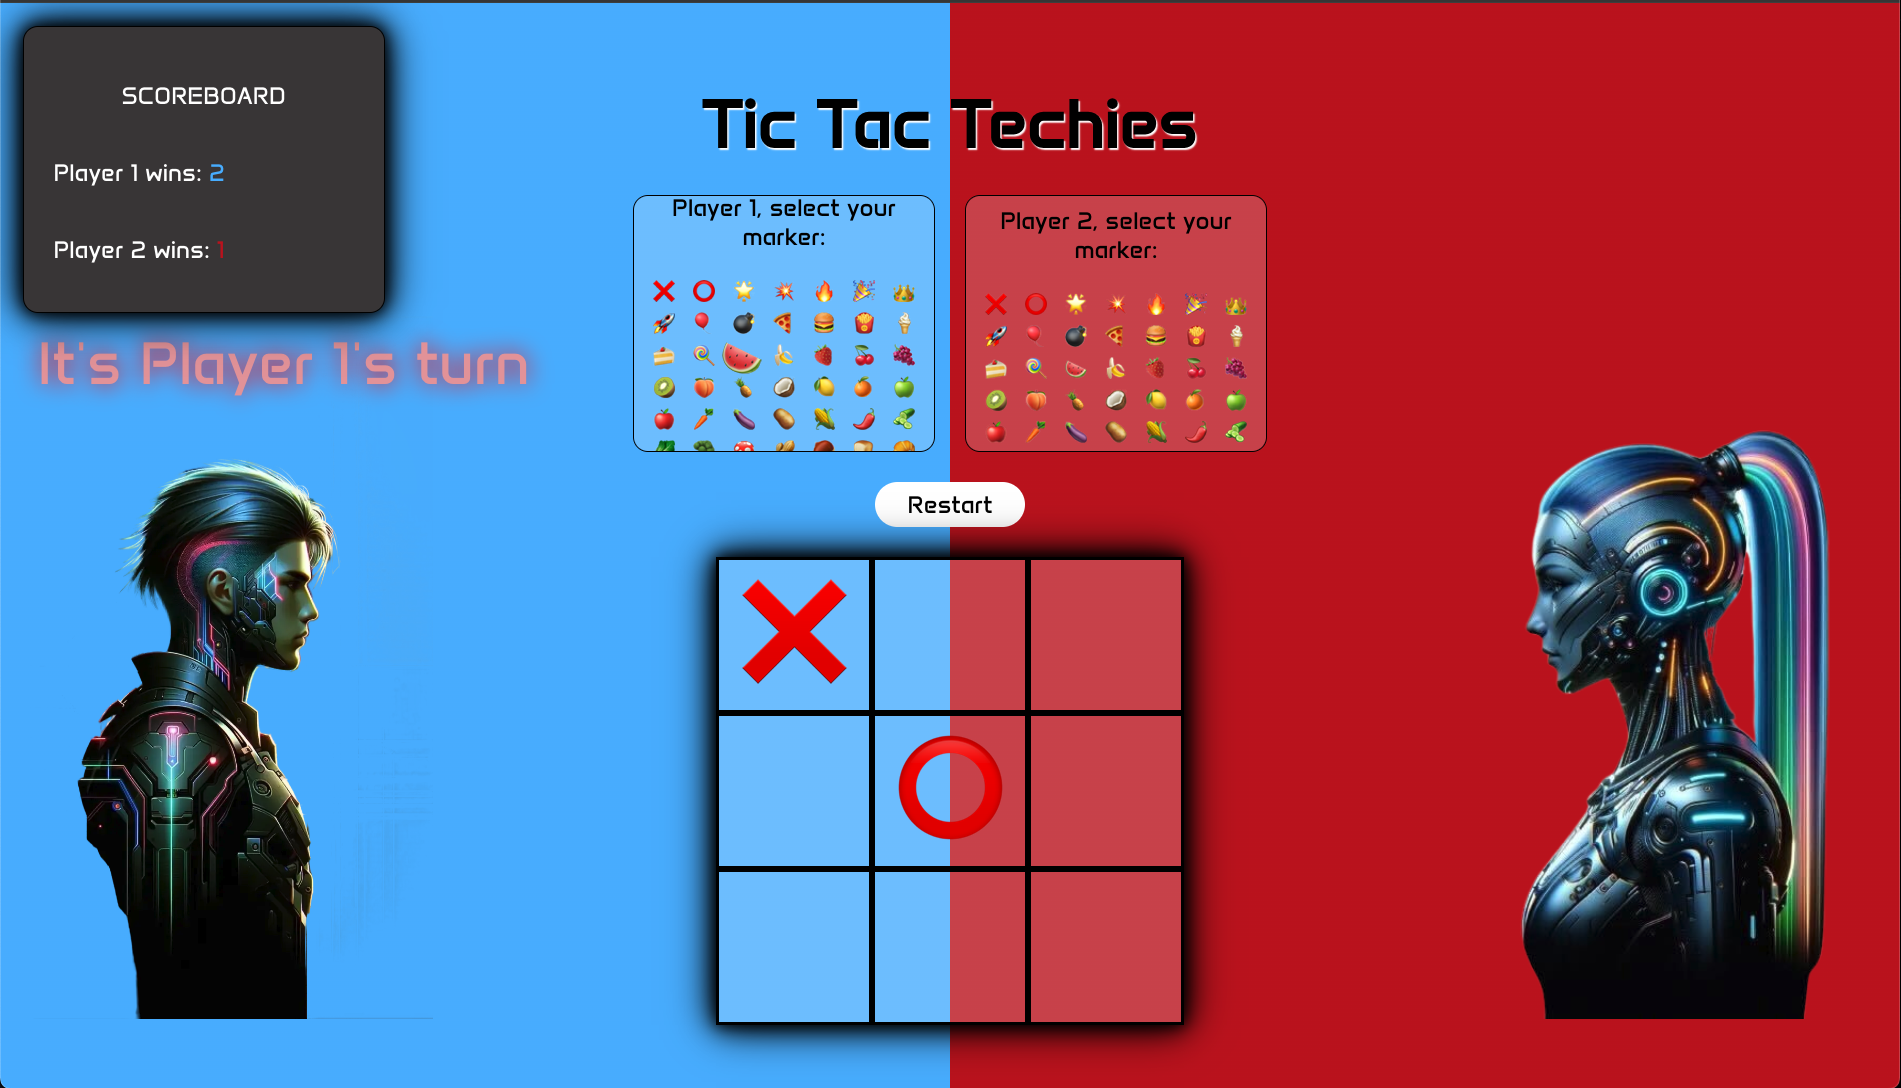 SCOREBOARD
Player 1 wins: 2
Player 2 wins: 1
It's Player 1's turn
Tic Tac Techies
Player 1, select your
marker:
Player 2, select your
marker:
Restart